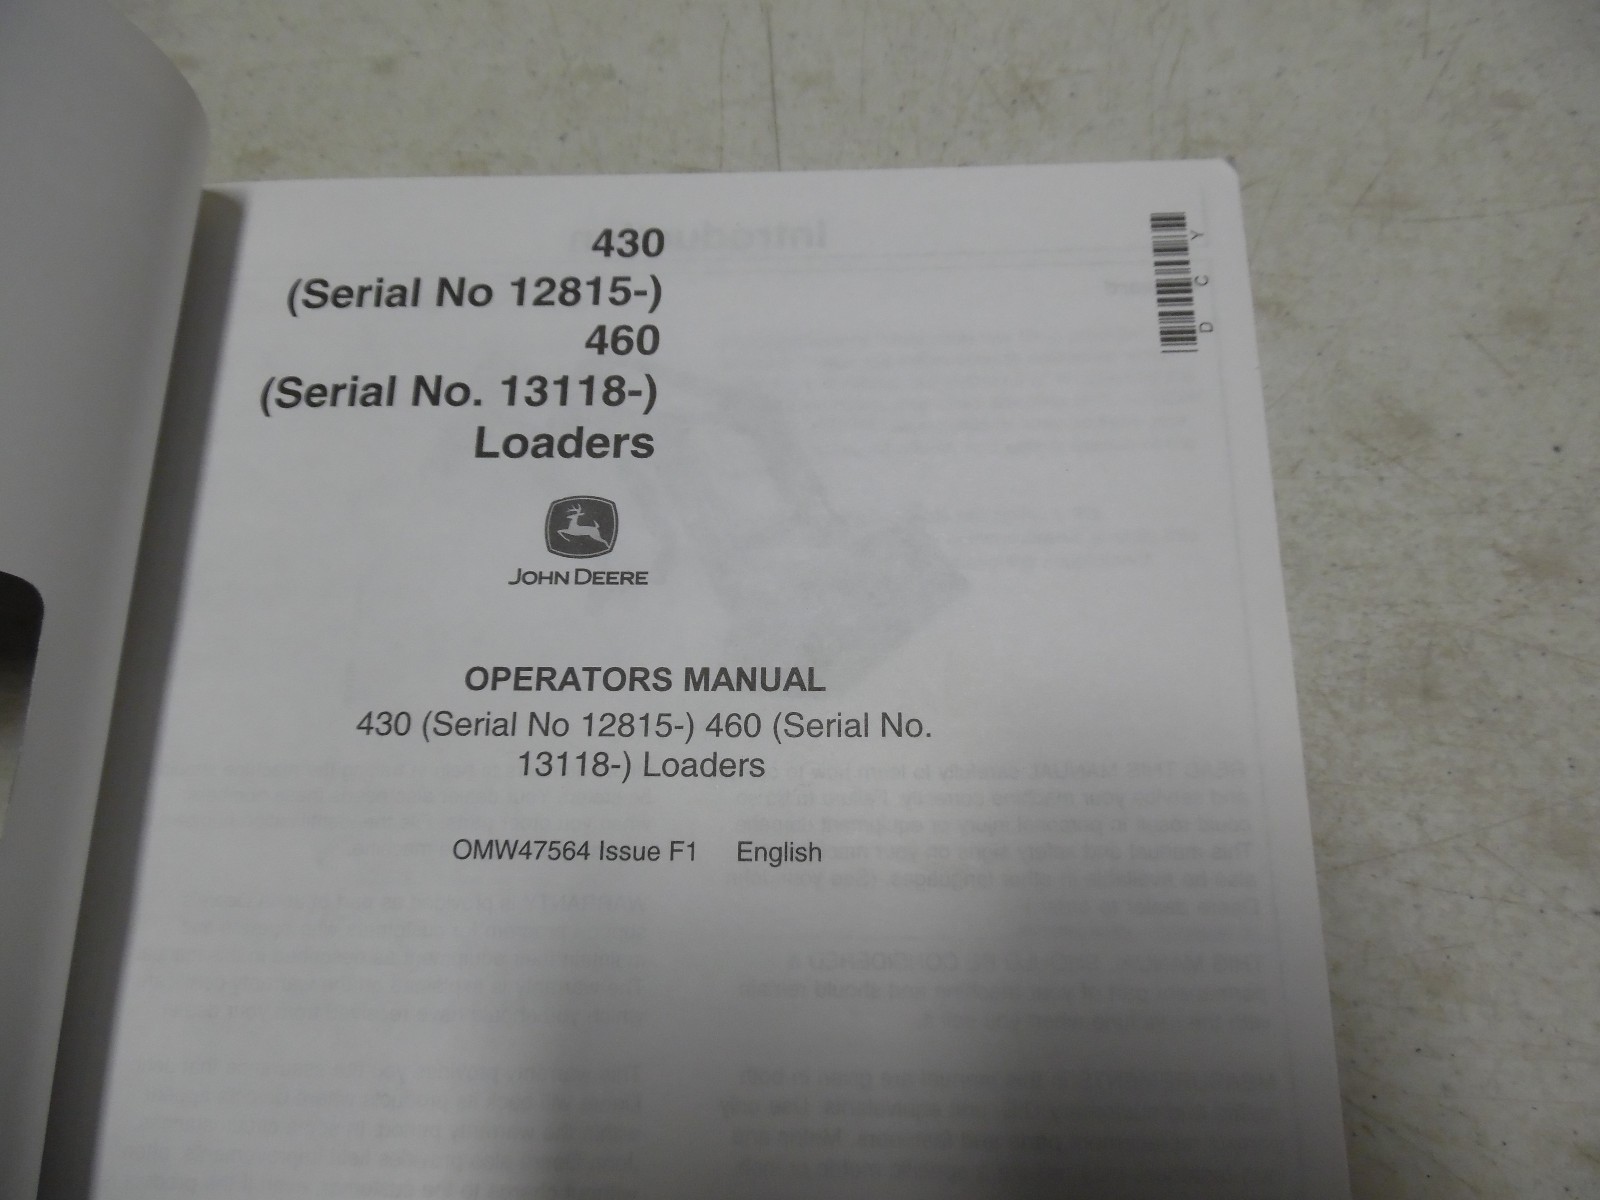 430
(Serial No 12815-)
460
(Serial No. 13118-)
Loaders
D C Y
JOHN DEERE
OPERATORS MANUAL
430 (Serial No 12815-) 460 (Serial No.
13118-) Loaders
OMW47564 Issue F1 English